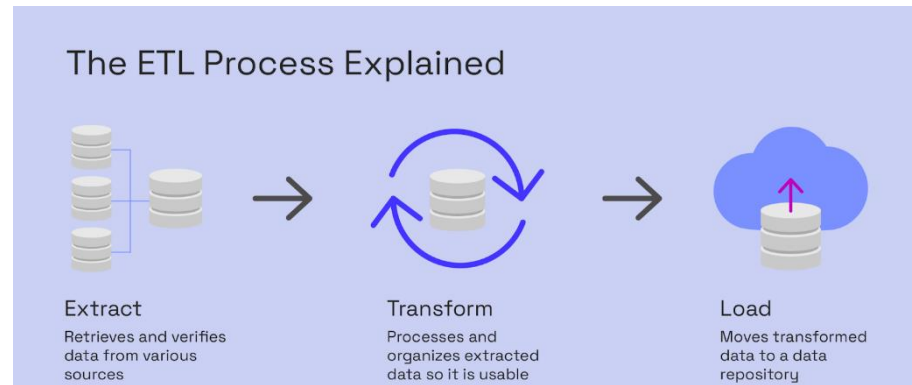 The ETL Process Explained
Extract
Retrieves and verifies
data from various
sources
Transform
Processes and
organizes extracted
data so it is usable
Load
Moves transformed
data to a data
repository